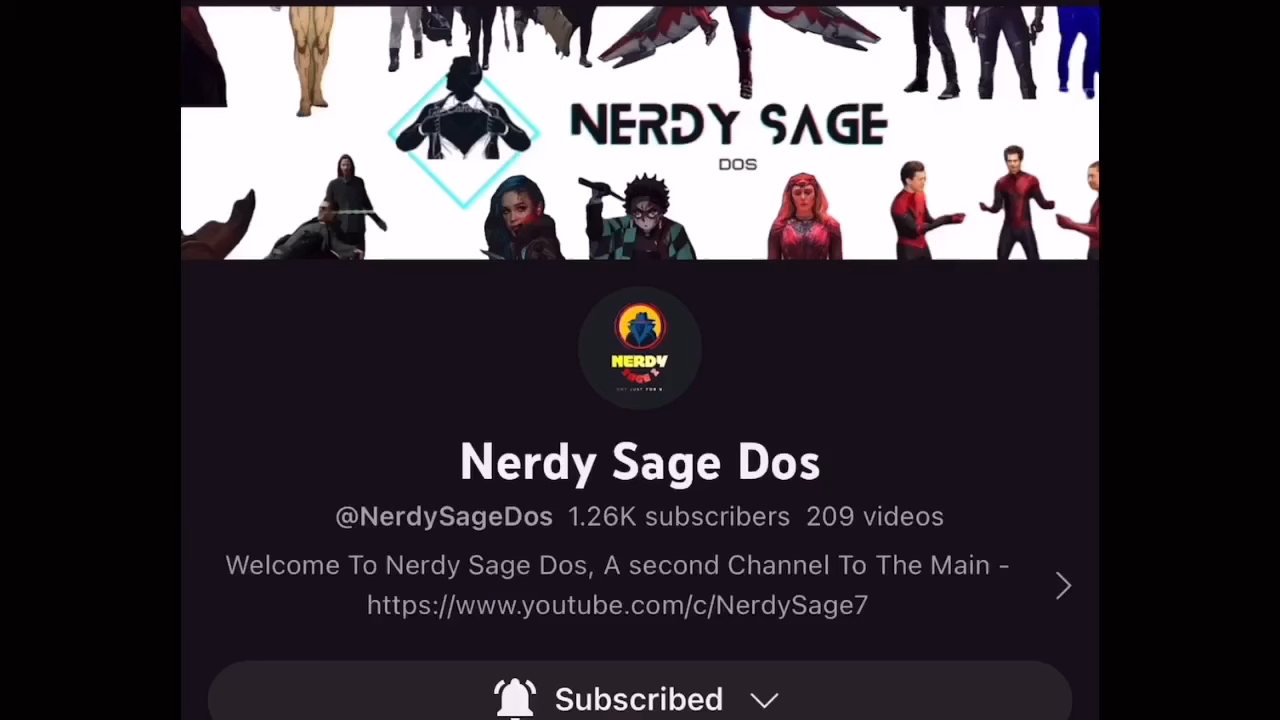 NERDY SAGE
DOS
NERDY
SAGE
Nerdy Sage Dos
@NerdySageDos 1.26K subscribers 209 videos
Welcome To Nerdy Sage Dos, A second Channel To The Main -
https://www.youtube.com/c/NerdySage7
Subscribed